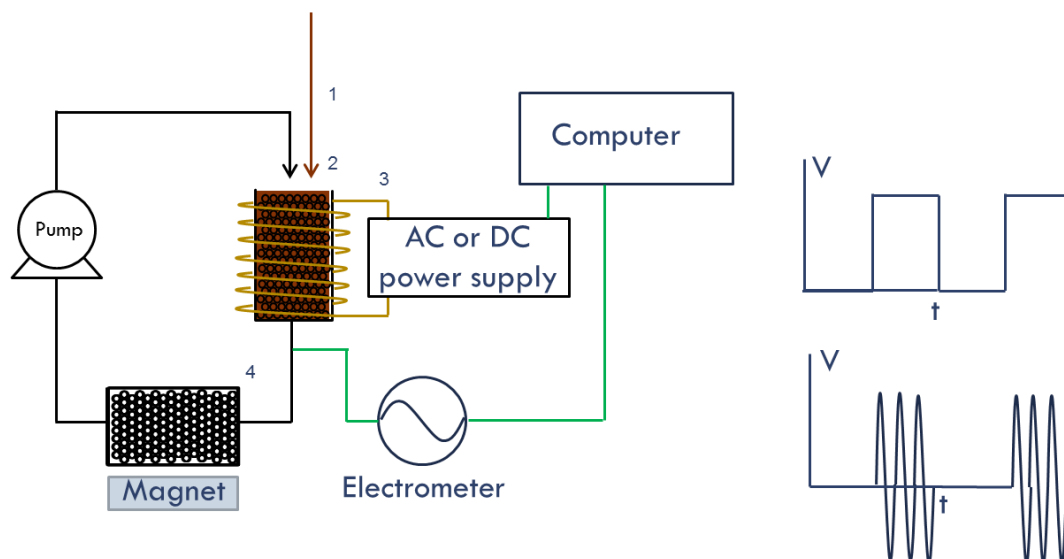 1
2
3
Computer
Pump
AC or DC
power supply
4
Magnet
Electrometer
V
t
V
t